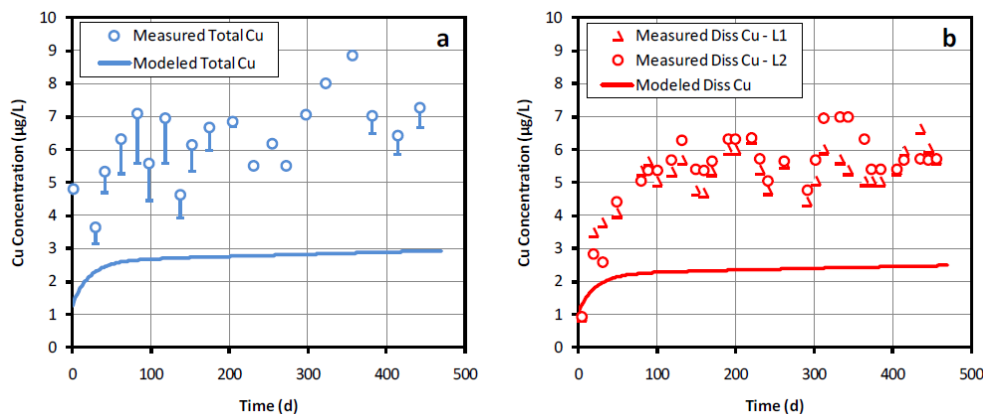 a
Measured Total Cu
Modeled Total Cu
Cu Concentration (µg/L)
10
9
8
7
6
5
4
3
2
1
0
0 100 200 300 400 500
Time (d)
b
Measured Diss Cu - L1
Measured Diss Cu - L2
Modeled Diss Cu
Cu Concentration (µg/L)
10
9
8
7
6
5
4
3
2
1
0
0 100 200 300 400 500
Time (d)